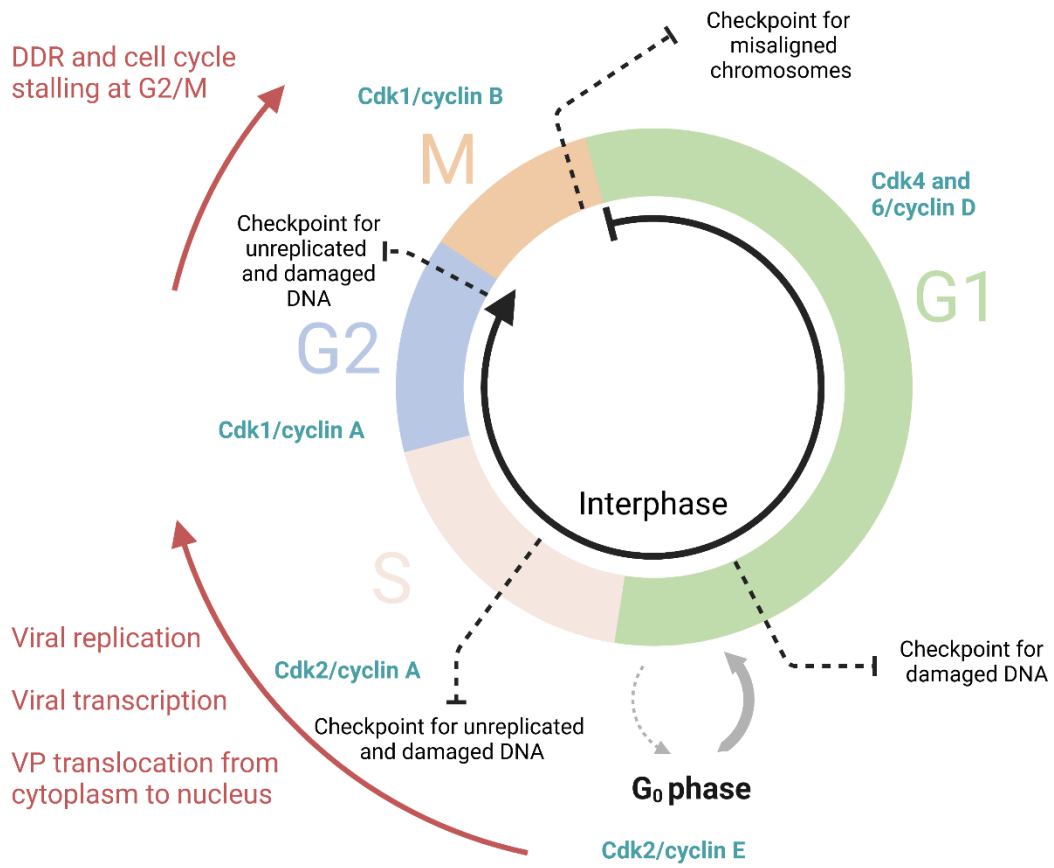 Checkpoint for
misaligned
chromosomes
DDR and cell cycle
stalling at G2/M
Cdk1/cyclin B
M
Cdk4 and
6/cyclin D
Checkpoint for
unreplicated
and damaged
DNA
G1
G2
Cdk1/cyclin A
Interphase
S
Viral replication
Checkpoint for
damaged DNA
Cdk2/cyclin A
Viral transcription
Checkpoint for unreplicated
and damaged DNA
VP translocation from
cytoplasm to nucleus
G₀ phase
Cdk2/cyclin E